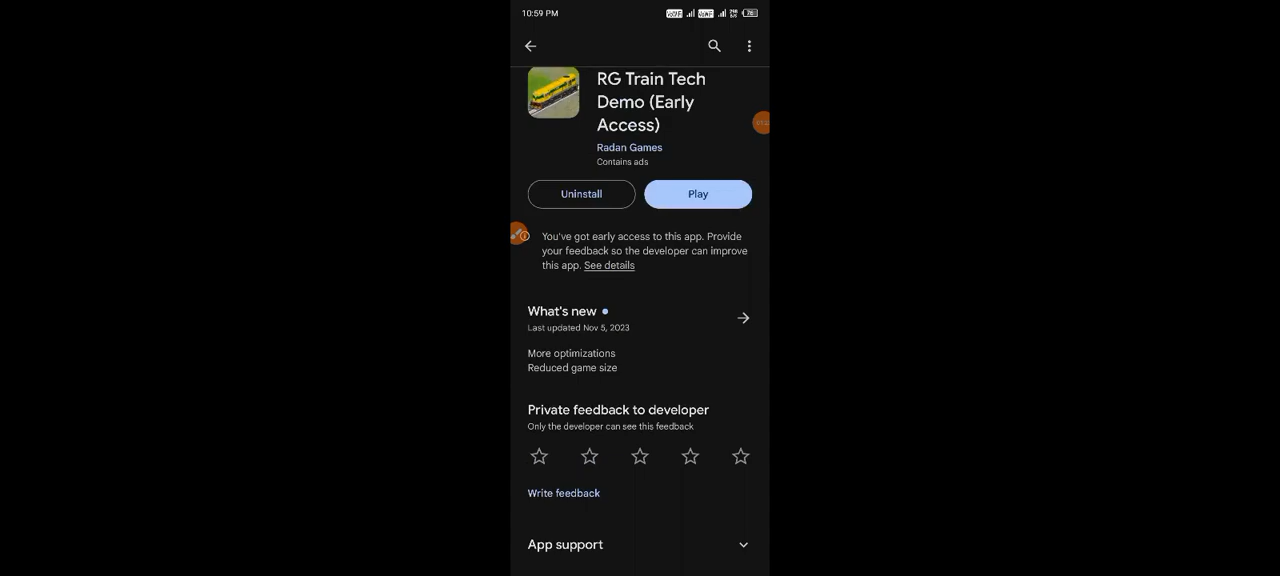 10:59 PM
76
RG Train Tech
Demo (Early
Access)
Radan Games
Contains ads
Uninstall
Play
You've got early access to this app. Provide
your feedback so the developer can improve
this app. See details
What's new
Last updated Nov 5, 2023
More optimizations
Reduced game size
Private feedback to developer
Only the developer can see this feedback
Write feedback
App support